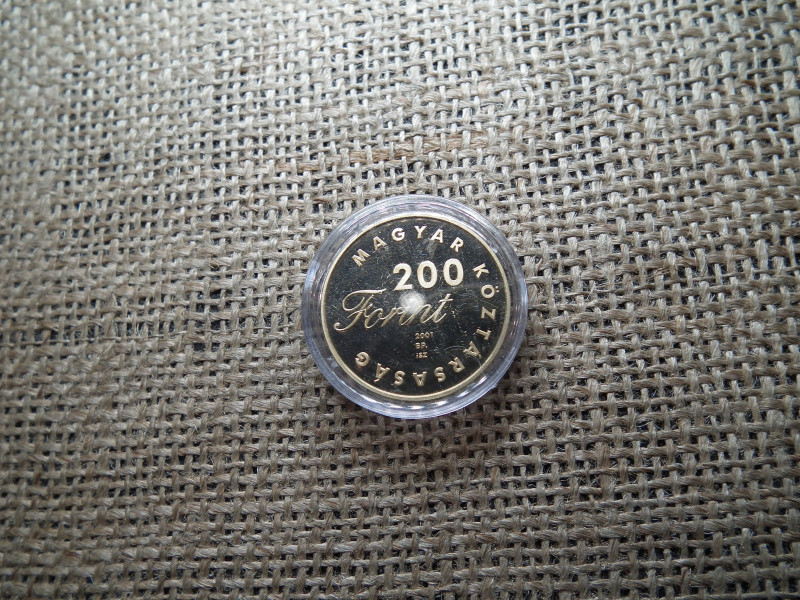 MAGYAR KÖZTÁRSASÁG
200
Forint
2001
BP.
ISZ